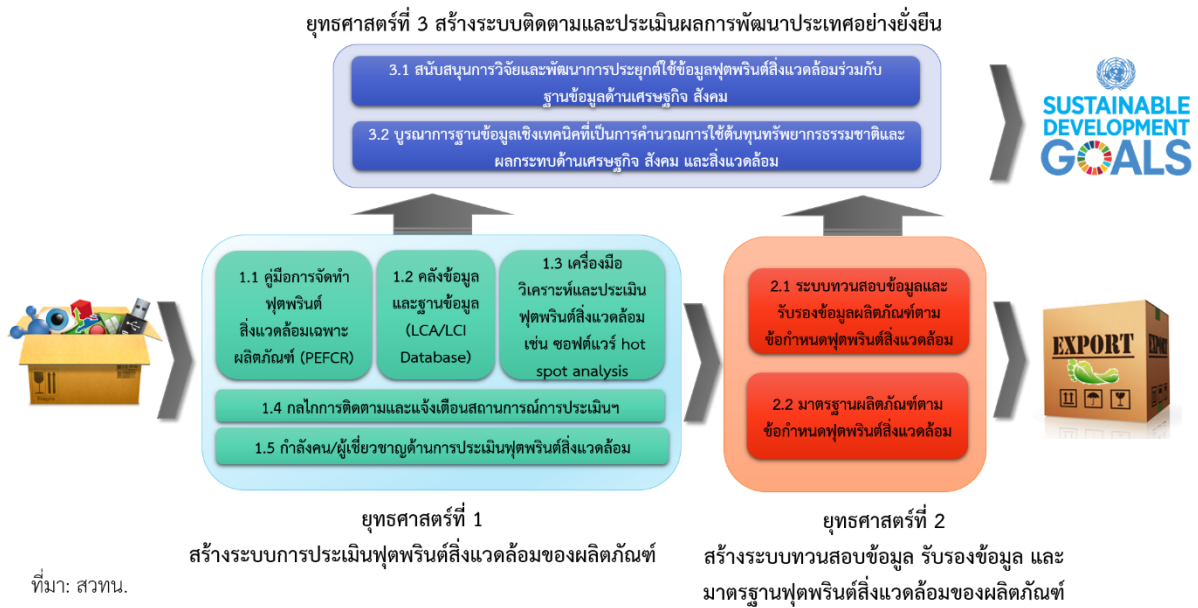 ยุทธศาสตร์ที่ 3 สร้างระบบติดตามและประเมินผลการพัฒนาประเทศอย่างยั่งยืน
3.1 สนับสนุนการวิจัยและพัฒนาการประยุกต์ใช้ข้อมูลฟุตพรินต์สิ่งแวดล้อมร่วมกับ
ฐานข้อมูลด้านเศรษฐกิจ สังคม
3.2 บูรณาการฐานข้อมูลเชิงเทคนิคที่เป็นการคำนวณการใช้ต้นทุนทรัพยากรธรรมชาติและ
ผลกระทบด้านเศรษฐกิจ สังคม และสิ่งแวดล้อม
SUSTAINABLE
DEVELOPMENT
GOALS
1.1 คู่มือการจัดทำ
ฟุตพรินต์
สิ่งแวดล้อมเฉพาะ
ผลิตภัณฑ์ (PEFCR)
1.2 คลังข้อมูล
และฐานข้อมูล
(LCA/LCI
Database)
1.3 เครื่องมือ
วิเคราะห์และประเมิน
ฟุตพรินต์สิ่งแวดล้อม
เช่น ซอฟต์แวร์ hot
spot analysis
1.4 กลไกการติดตามและแจ้งเตือนสถานการณ์การประเมินฯ
1.5 กำลังคน/ผู้เชี่ยวชาญด้านการประเมินฟุตพรินต์สิ่งแวดล้อม
2.1 ระบบทวนสอบข้อมูลและ
รับรองข้อมูลผลิตภัณฑ์ตาม
ข้อกำหนดฟุตพรินต์สิ่งแวดล้อม
2.2 มาตรฐานผลิตภัณฑ์ตาม
ข้อกำหนดฟุตพรินต์สิ่งแวดล้อม
EXPORT
EXPORT
ยุทธศาสตร์ที่ 1
สร้างระบบการประเมินฟุตพรินต์สิ่งแวดล้อมของผลิตภัณฑ์
ยุทธศาสตร์ที่ 2
สร้างระบบทวนสอบข้อมูล รับรองข้อมูล และ
มาตรฐานฟุตพรินต์สิ่งแวดล้อมของผลิตภัณฑ์
ที่มา: สวทน.